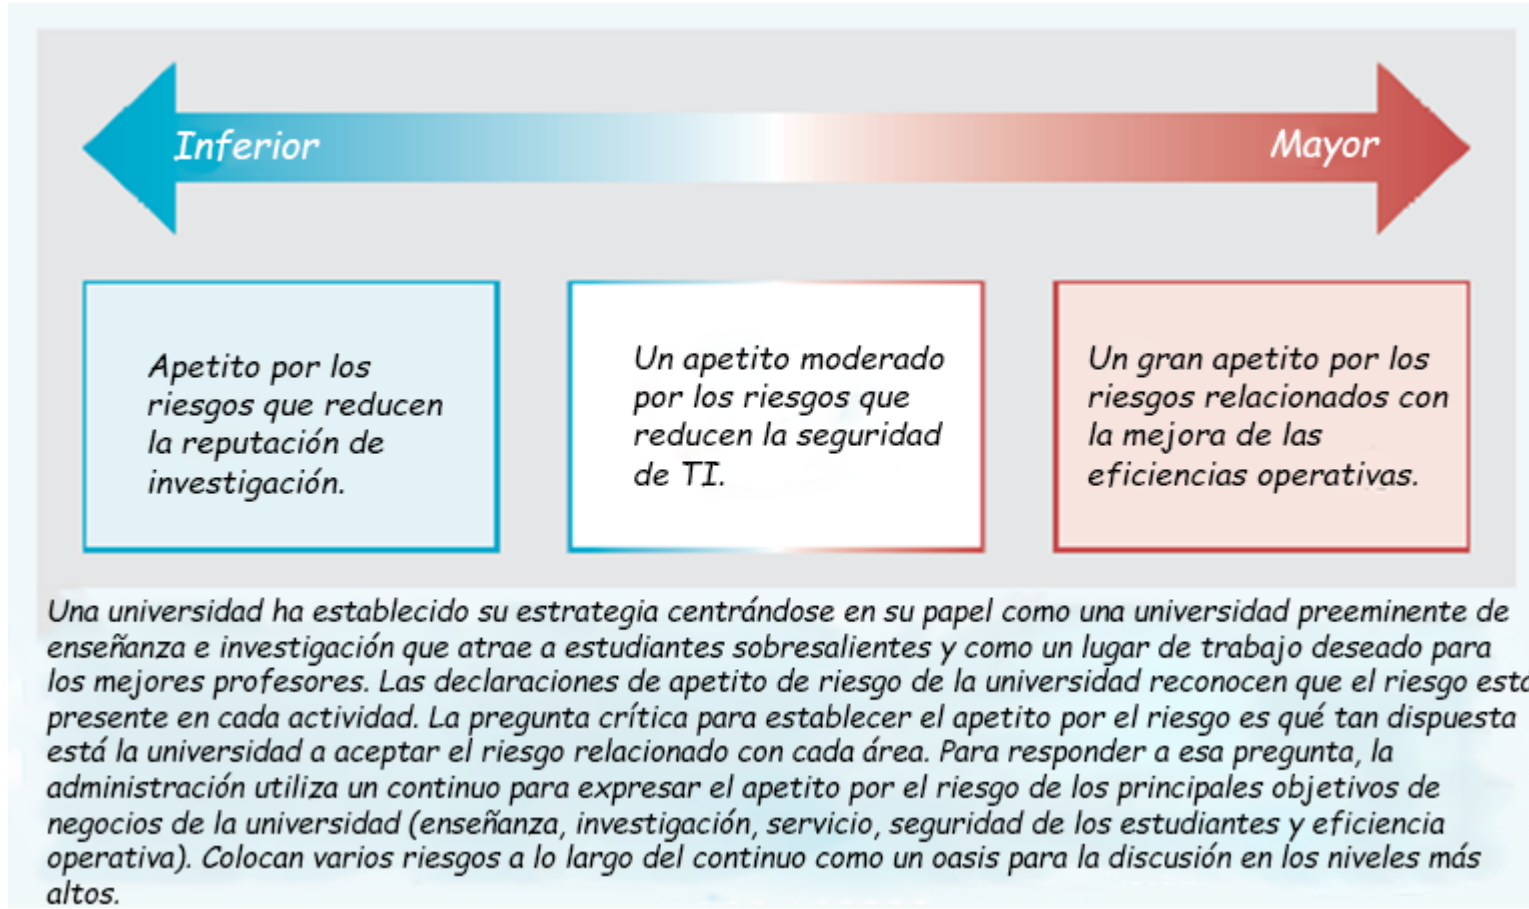 Inferior
Mayor
Apetito por los
riesgos que reducen
la reputación de
investigación.
Un apetito moderado
por los riesgos que
reducen la seguridad
de TI.
Un gran apetito por los
riesgos relacionados con
la mejora de las
eficiencias operativas.
Una universidad ha establecido su estrategia centrándose en su papel como una universidad preeminente de
enseñanza e investigación que atrae a estudiantes sobresalientes y como un lugar de trabajo deseado para
los mejores profesores. Las declaraciones de apetito de riesgo de la universidad reconocen que el riesgo está
presente en cada actividad. La pregunta crítica para establecer el apetito por el riesgo es qué tan dispuesta
está la universidad a aceptar el riesgo relacionado con cada área. Para responder a esa pregunta, la
administración utiliza un continuo para expresar el apetito por el riesgo de los principales objetivos de
negocios de la universidad (enseñanza, investigación, servicio, seguridad de los estudiantes y eficiencia
operativa). Colocan varios riesgos a lo largo del continuo como un oasis para la discusión en los niveles más
altos.